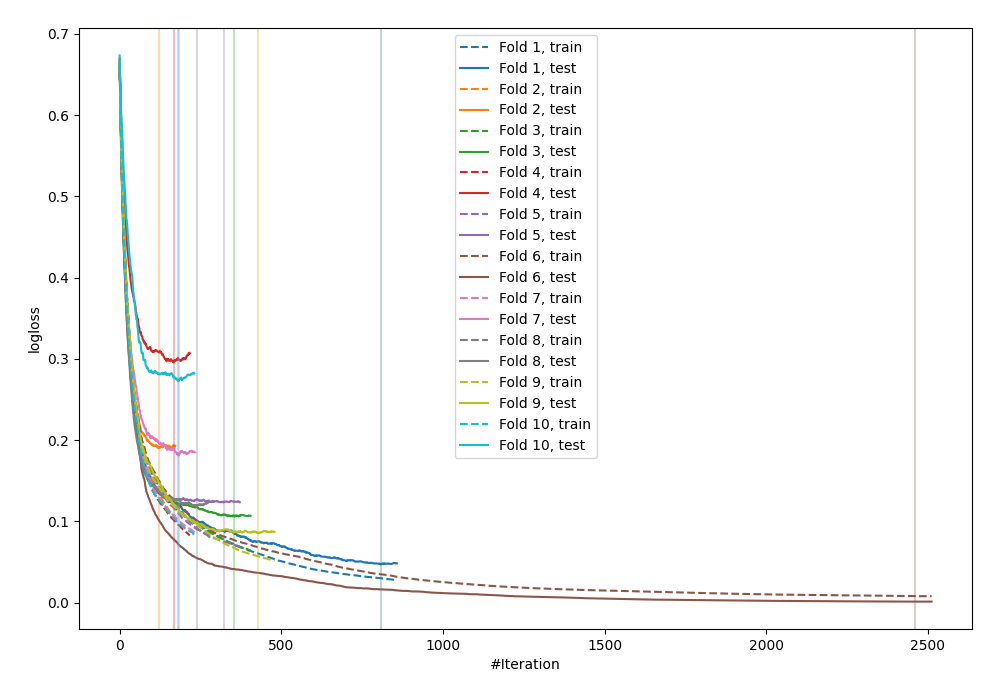 0.7
0.6
0.5
0.4
0.3
0.2
0.1
0.0
logloss
0
500
1000
1500
2000
2500
#Iteration
Fold 1, train
Fold 1, test
Fold 2, train
Fold 2, test
Fold 3, train
Fold 3, test
Fold 4, train
Fold 4, test
Fold 5, train
Fold 5, test
Fold 6, train
Fold 6, test
Fold 7, train
Fold 7, test
Fold 8, train
Fold 8, test
Fold 9, train
Fold 9, test
Fold 10, train
Fold 10, test